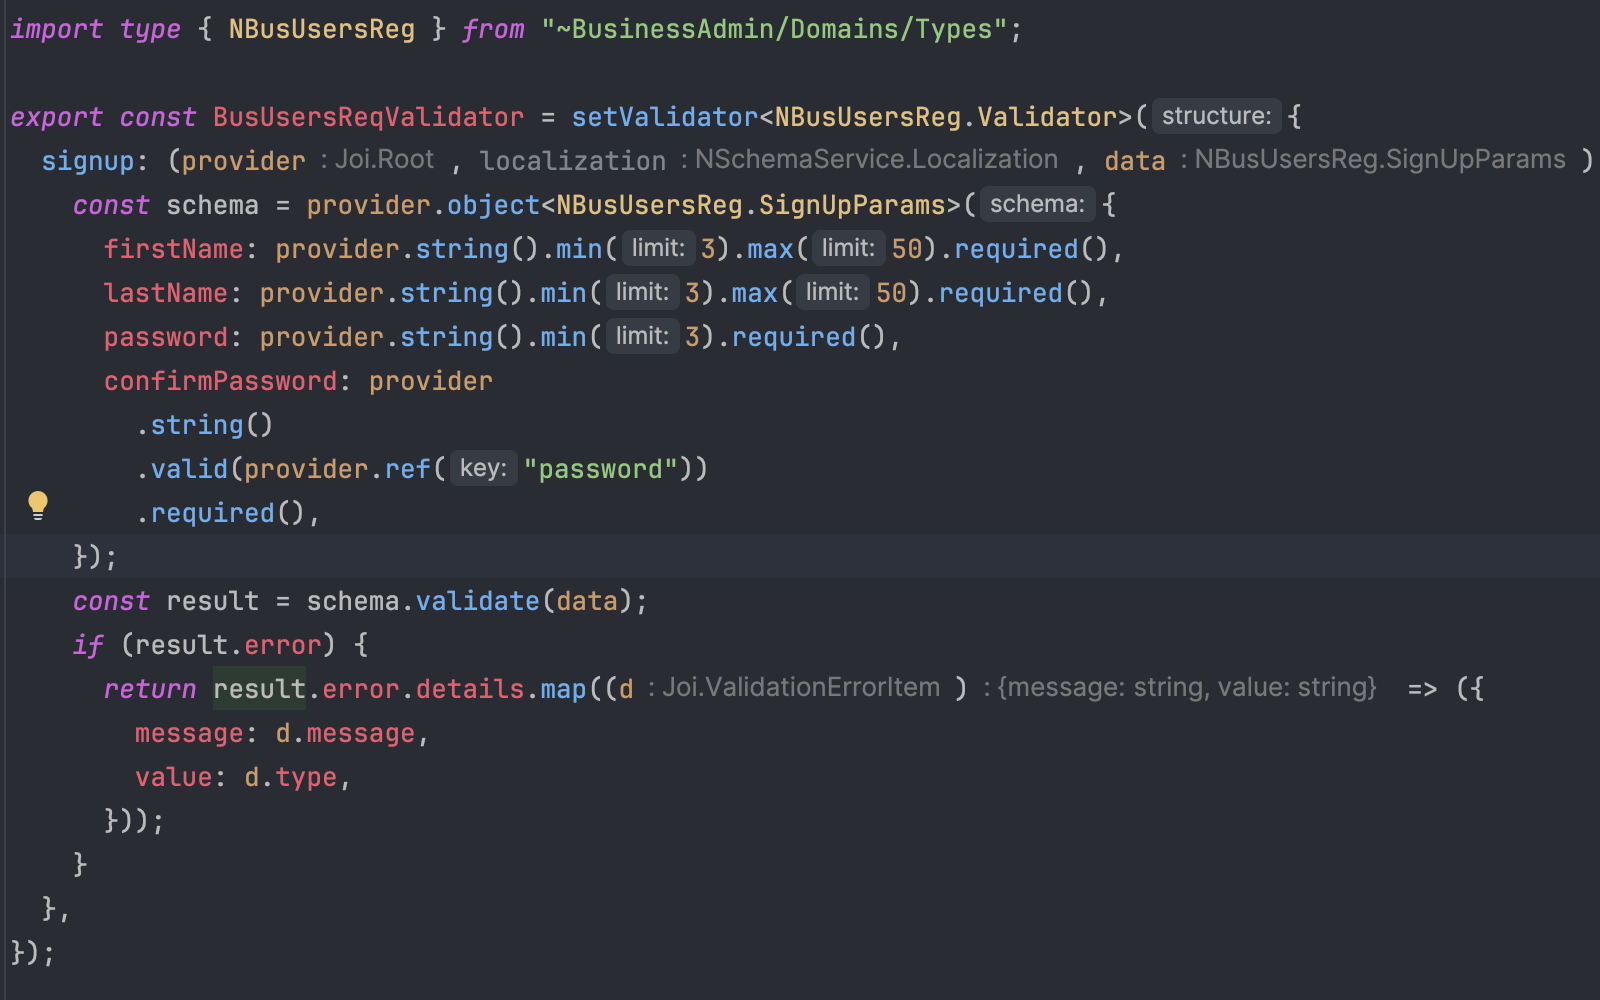 import type { NBusUsersReg } from "~BusinessAdmin/Domains/Types";
export const BusUsersReqValidator = setValidator<NBusUsersReg.Validator>( structure: {
signup: (provider : Joi.Root , localization : NSchemaService.Localization , data : NBusUsersReg.SignUpParams )
const schema = provider.object<NBusUsersReg.SignUpParams>( schema: {
firstName: provider.string().min( limit: 3).max( limit: 50).required(),
lastName: provider.string().min( limit: 3).max( limit: 50).required(),
password: provider.string().min( limit: 3).required(),
confirmPassword: provider
.string()
.valid(provider.ref( key: "password"))
.required(),
});
const result = schema.validate(data);
if (result.error) {
return result.error.details.map((d : Joi.ValidationErrorItem ) : {message: string, value: string} => ({
message: d.message,
value: d.type,
}));
}
},
});